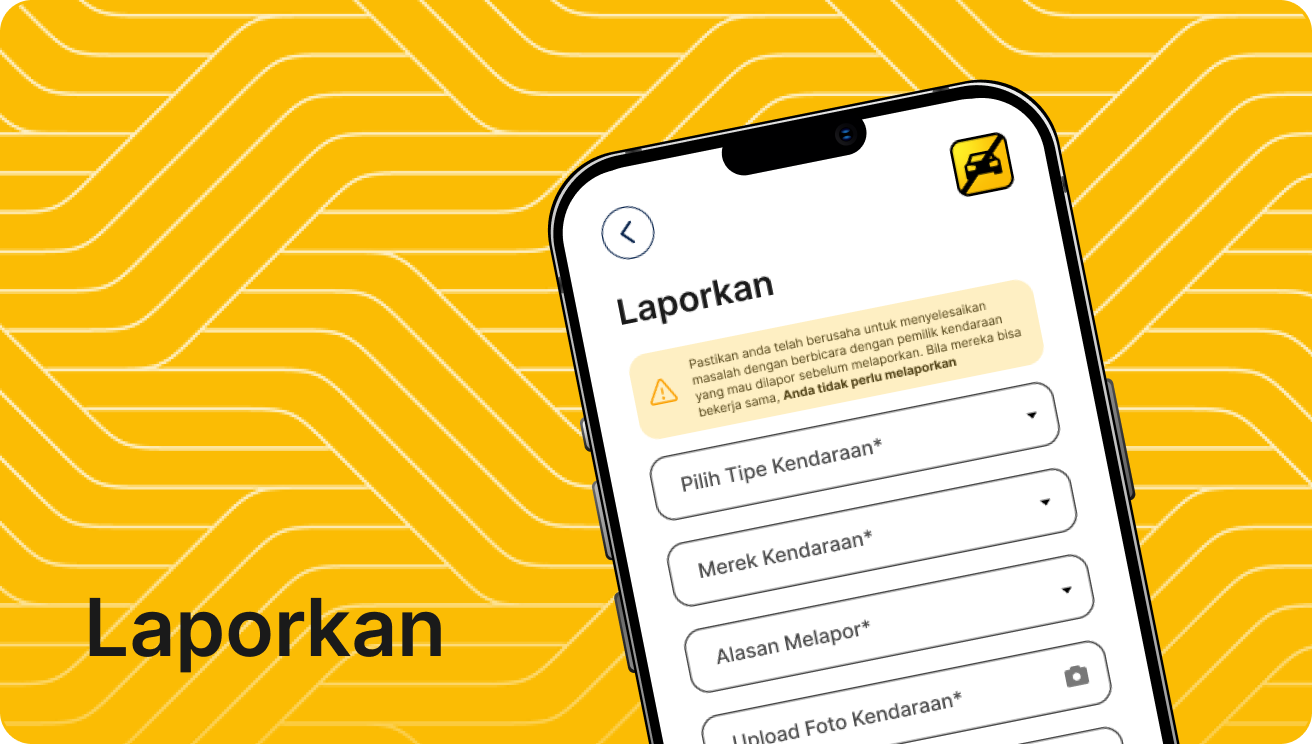 Laporkan
Pastikan anda telah berusaha untuk menyelesaikan
masalah dengan berbicara dengan pemilik kendaraan
yang mau dilapor sebelum melaporkan. Bila mereka bisa
bekerja sama, Anda tidak perlu melaporkan
Pilih Tipe Kendaraan*
Merek Kendaraan*
Alasan Melapor*
Upload Foto Kendaraan*
Laporkan